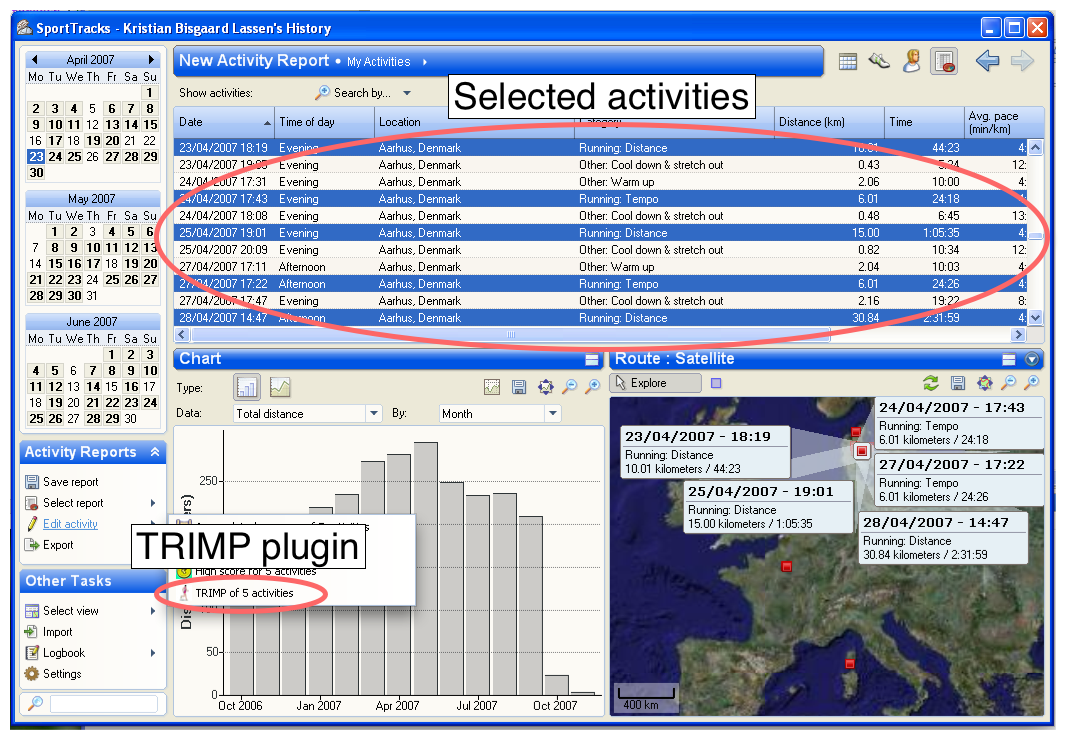 SportTracks - Kristian Bisgaard Lassen's History
April 2007
Mo Tu We Th Fr Sa Su
1
2 3 4 5 6 7 8
9 10 11 12 13 14 15
16 17 18 19 20 21 22
23 24 25 26 27 28 29
30
May 2007
Mo Tu We Th Fr Sa Su
1 2 3 4 5 6
7 8 9 10 11 12 13
14 15 16 17 18 19 20
21 22 23 24 25 26 27
28 29 30 31
June 2007
Mo Tu We Th Fr Sa Su
1 2 3
4 5 6 7 8 9 10
11 12 13 14 15 16 17
18 19 20 21 22 23 24
25 26 27 28 29 30
Activity Reports
Save report
Select report
Edit activity
Export
Other Tasks
Select view
Import
Logbook
Settings
New Activity Report • My Activities
Show activities: Search by...
Selected activities
Date Time of day Location Category Distance (km) Time Avg. pace
(min/km)
23/04/2007 18:19 Evening Aarhus, Denmark Running: Distance 10.01 44:23 4:
23/04/2007 19:05 Evening Aarhus, Denmark Other: Cool down & stretch out 0.43 5:24 12:
24/04/2007 17:31 Evening Aarhus, Denmark Other: Warm up 2.06 10:00 4:
24/04/2007 17:43 Evening Aarhus, Denmark Running: Tempo 6.01 24:18 4:
24/04/2007 18:08 Evening Aarhus, Denmark Other: Cool down & stretch out 0.48 6:45 13:
25/04/2007 19:01 Evening Aarhus, Denmark Running: Distance 15.00 1:05:35 4:
25/04/2007 20:09 Evening Aarhus, Denmark Other: Cool down & stretch out 0.82 10:34 12:
27/04/2007 17:11 Afternoon Aarhus, Denmark Other: Warm up 2.04 10:03 4:
27/04/2007 17:22 Afternoon Aarhus, Denmark Running: Tempo 6.01 24:26 4:
27/04/2007 17:47 Evening Aarhus, Denmark Other: Cool down & stretch out 2.16 19:22 8:
28/04/2007 14:47 Afternoon Aarhus, Denmark Running: Distance 30.84 2:31:59 4:
Chart
Type:
Data: Total distance By: Month
250
100
50
0
Oct 2006 Jan 2007 Apr 2007 Jul 2007 Oct 2007
TRIMP plugin
High score for 5 activities
TRIMP of 5 activities
Route : Satellite
Explore
24/04/2007 - 17:43
Running: Tempo
6.01 kilometers / 24:18
23/04/2007 - 18:19
Running: Distance
10.01 kilometers / 44:23
27/04/2007 - 17:22
Running: Tempo
6.01 kilometers / 24:26
25/04/2007 - 19:01
Running: Distance
15.00 kilometers / 1:05:35
28/04/2007 - 14:47
Running: Distance
30.84 kilometers / 2:31:59
400 km